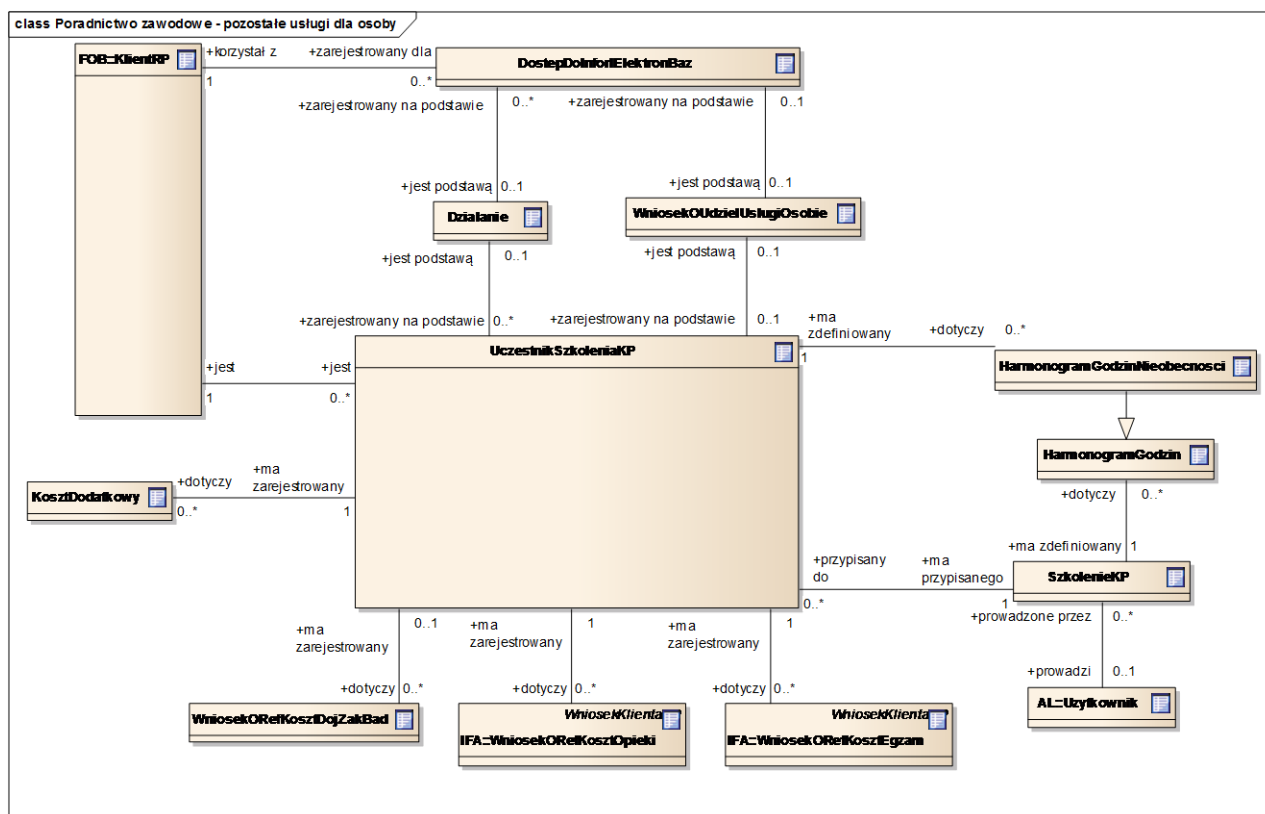 class Poradnictwo zawodowe - pozostałe usługi dla osoby
FOB::KlientRP
+korzystał z
+zarejestrowany dla
1
0..*
DostepDoInforIElektronBaz
+zarejestrowany na podstawie
0..*
+zarejestrowany na podstawie
0..1
+jest podstawą
0..1
+jest podstawą
0..1
Dzialanie
WniosekOUdzielUslugiOsobie
+jest podstawą
0..1
+jest podstawą
0..1
+zarejestrowany na podstawie
0..*
+zarejestrowany na podstawie
0..1
+ma
zdefiniowany
1
+dotyczy
0..*
UczestnikSzkoleniaKP
HarmonogramGodzinNieobecnosci
+jest
+jest
1
0..*
HarmonogramGodzin
+dotyczy
0..*
KosztDodatkowy
+dotyczy
0..*
+ma
zarejestrowany
1
+ma zdefiniowany
1
+przypisany
do
0..*
+ma
przypisanego
1
SzkolenieKP
+prowadzone przez
0..*
+prowadzi
0..1
AL::Uzytkownik
+ma
zarejestrowany
0..1
+ma
zarejestrowany
1
+ma
zarejestrowany
1
+dotyczy
0..*
+dotyczy
0..*
+dotyczy
0..*
WniosekORefKosztDojZakBad
IFA::WniosekORefKosztOpieki
IFA::WniosekORefKosztEgzam